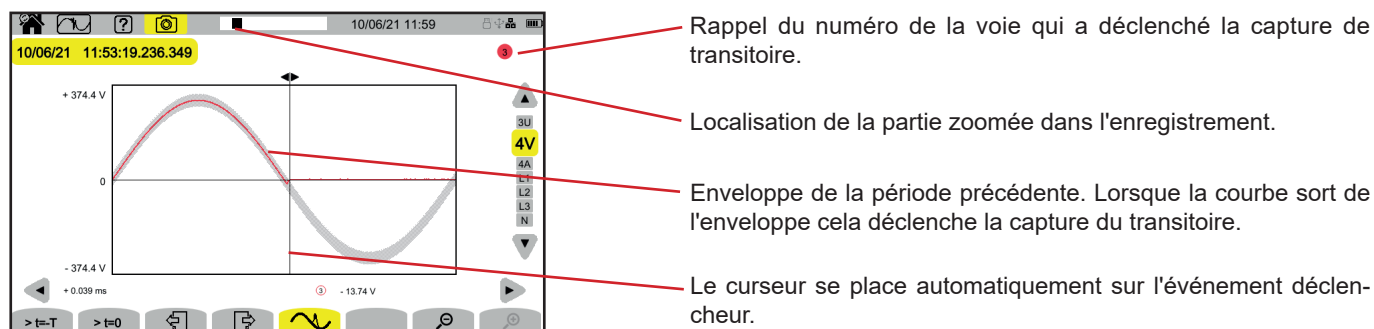 ?
10/06/21 11:59
10/06/21 11:53:19.236.349
3
+ 374.4 V
0
- 374.4 V
3U
4V
4A
L1
L2
L3
N
+ 0.039 ms
3 - 13.74 V
> t=-T
> t=0
Rappel du numéro de la voie qui a déclenché la capture de
transitoire.
Localisation de la partie zoomée dans l'enregistrement.
Enveloppe de la période précédente. Lorsque la courbe sort de
l'enveloppe cela déclenche la capture du transitoire.
Le curseur se place automatiquement sur l'événement déclen-
cheur.